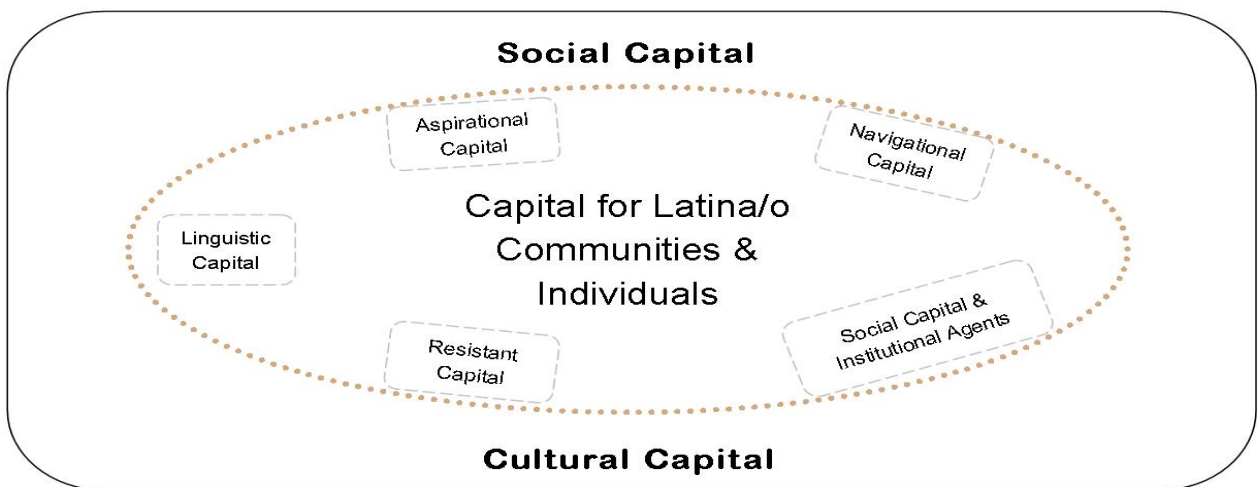 Social Capital
Aspirational
Capital
Navigational
Capital
Capital for Latina/o
Communities &
Individuals
Linguistic
Capital
Social Capital &
Institutional Agents
Resistant
Capital
Cultural Capital